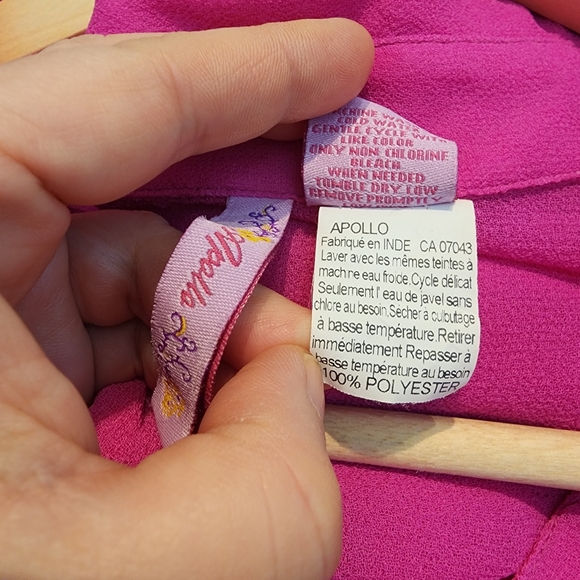 MACHINE WASH
COLD WATER
GENTLE CYCLE WITH
LIKE COLOR
ONLY NON CHLORINE
BLEACH
WHEN NEEDED
TUMBLE DRY LOW
REMOVE PROMPTLY
Apollo
APOLLO
Fabriqué en INDE CA 07043
Laver avec les mêmes teintes à
machine eau froide.Cycle délicat
Seulement l' eau de javel sans
chlore au besoin.Secher a culbutage
à basse température.Retirer
immédiatement Repasser à
basse température au besoin
100% POLYESTER